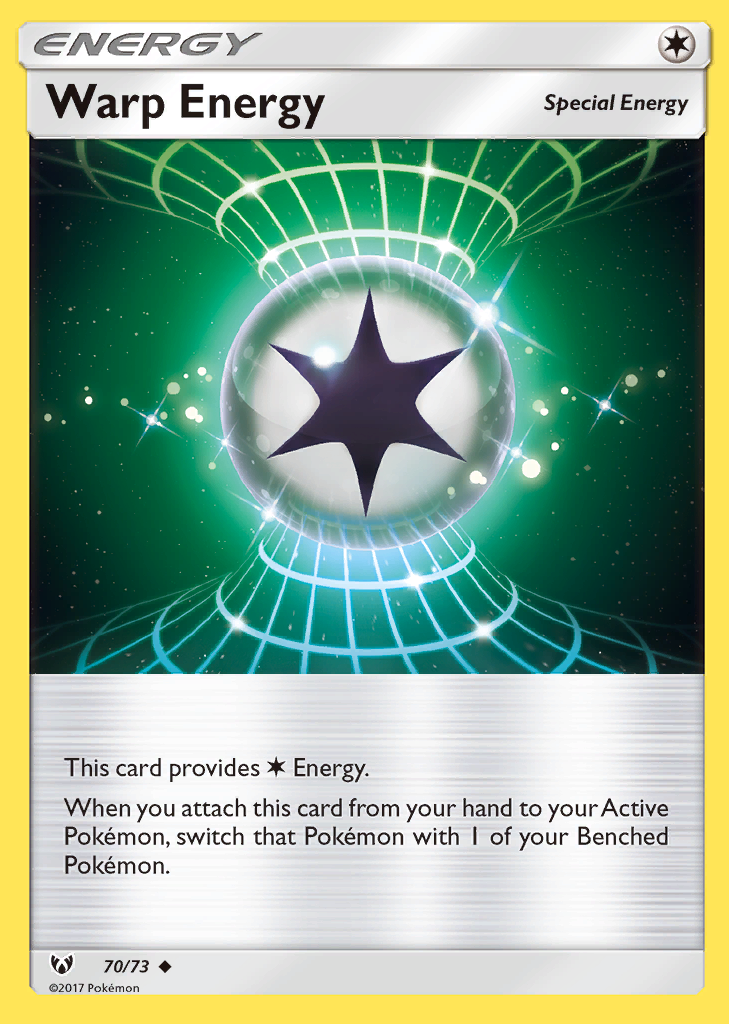 ENERGY
Warp Energy
Special Energy
This card provides Energy.
When you attach this card from your hand to your Active
Pokémon, switch that Pokémon with 1 of your Benched
Pokémon.
70/73
©2017 Pokémon